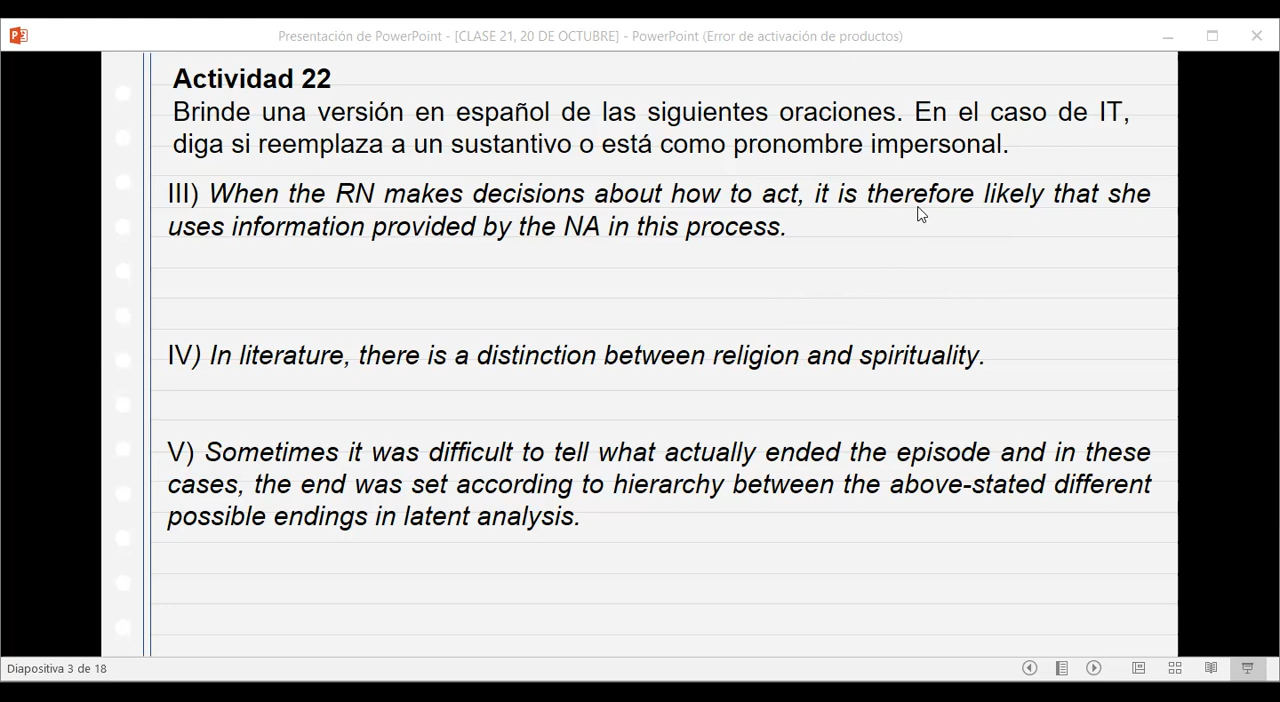 Presentación de PowerPoint - [CLASE 21, 20 DE OCTUBRE] - PowerPoint (Error de activación de productos)
Actividad 22
Brinde una versión en español de las siguientes oraciones. En el caso de IT,
diga si reemplaza a un sustantivo o está como pronombre impersonal.
III) When the RN makes decisions about how to act, it is therefore likely that she
uses information provided by the NA in this process.
IV) In literature, there is a distinction between religion and spirituality.
V) Sometimes it was difficult to tell what actually ended the episode and in these
cases, the end was set according to hierarchy between the above-stated different
possible endings in latent analysis.
Diapositiva 3 de 18